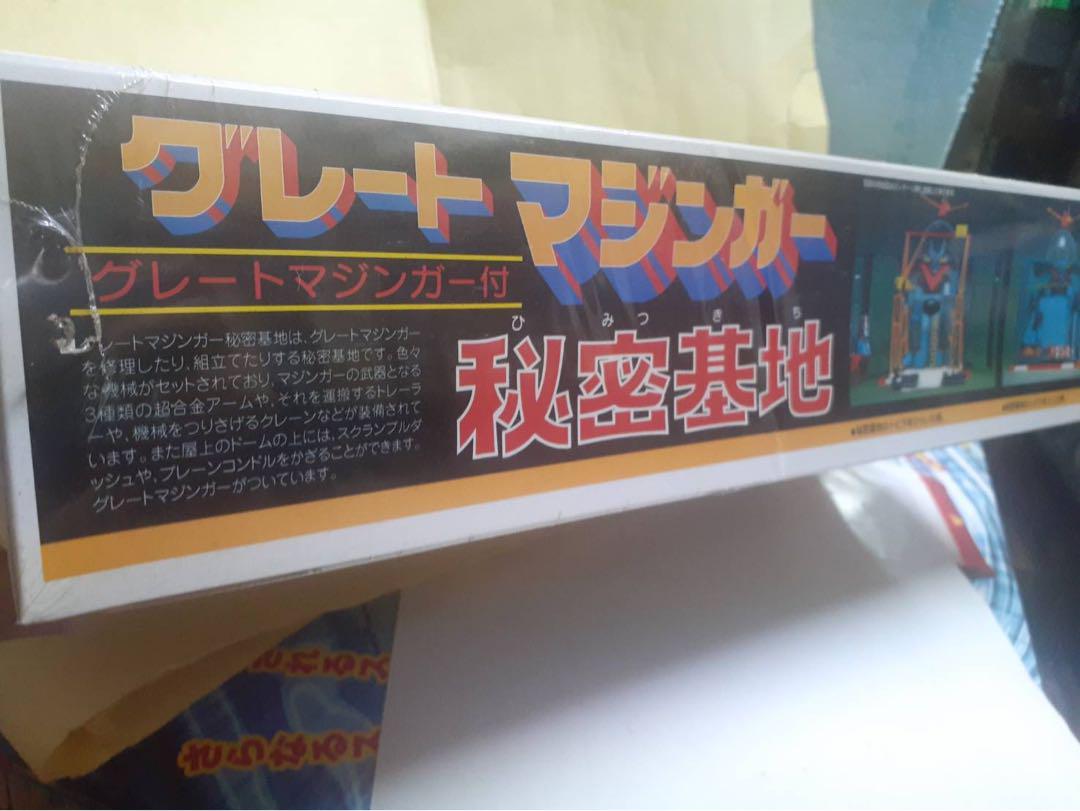 グレート マジンガー
グレートマジンガー付
ひみつきち
秘密基地
レートマジンガー秘密基地は、グレートマジンガー
を修理したり、組立てたりする秘密基地です。色々
な機械がセットされており、マジンガーの武器となる
3種類の超合金アームや、それを運搬するトレーラ
ーや、機械をつりさげるクレーンなどが装備されて
います。また屋上のドームの上には、スクランブルダ
ッシュや、ブレーンコンドルをかざることができます。
グレートマジンガーがついています。
されるス
さらなるス